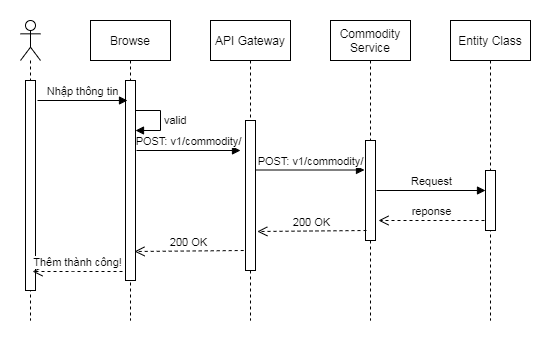 Browse
API Gateway
Commodity
Service
Entity Class
Nhập thông tin
valid
POST: v1/commodity/
POST: v1/commodity/
Request
reponse
200 OK
200 OK
Thêm thành công!